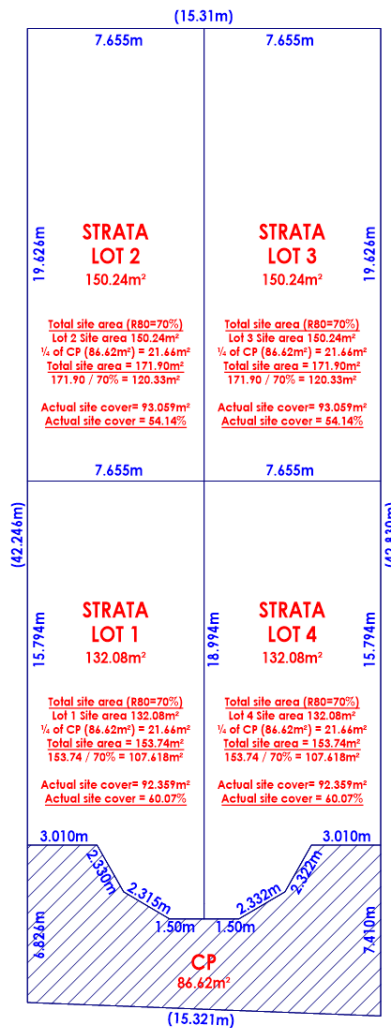 (15.31m)
7.655m 7.655m
19.626m
19.626m
STRATA
LOT 2
150.24m²
Total site area (R80=70%)
Lot 2 Site area 150.24m²
¼ of CP (86.62m²) = 21.66m²
Total site area = 171.90m²
171.90 / 70% = 120.33m²
Actual site cover= 93.059m²
Actual site cover = 54.14%
STRATA
LOT 3
150.24m²
Total site area (R80=70%)
Lot 3 Site area 150.24m²
¼ of CP (86.62m²) = 21.66m²
Total site area = 171.90m²
171.90 / 70% = 120.33m²
Actual site cover = 93.059m²
Actual site cover = 54.14%
7.655m 7.655m
(42.246m)
(42.830m)
15.794m
18.994m
15.794m
STRATA
LOT 1
132.08m²
Total site area (R80=70%)
Lot 1 Site area 132.08m²
¼ of CP (86.62m²) = 21.66m²
Total site area = 153.74m²
153.74 / 70% = 107.618m²
Actual site cover= 92.359m²
Actual site cover = 60.07%
STRATA
LOT 4
132.08m²
Total site area (R80=70%)
Lot 4 Site area 132.08m²
¼ of CP (86.62m²) = 21.66m²
Total site area = 153.74m²
153.74 / 70% = 107.618m²
Actual site cover = 92.359m²
Actual site cover = 60.07%
3.010m 3.010m
2.330m
2.322m
2.315m
2.332m
1.50m 1.50m
6.826m
7.410m
CP
86.62m²
(15.321m)